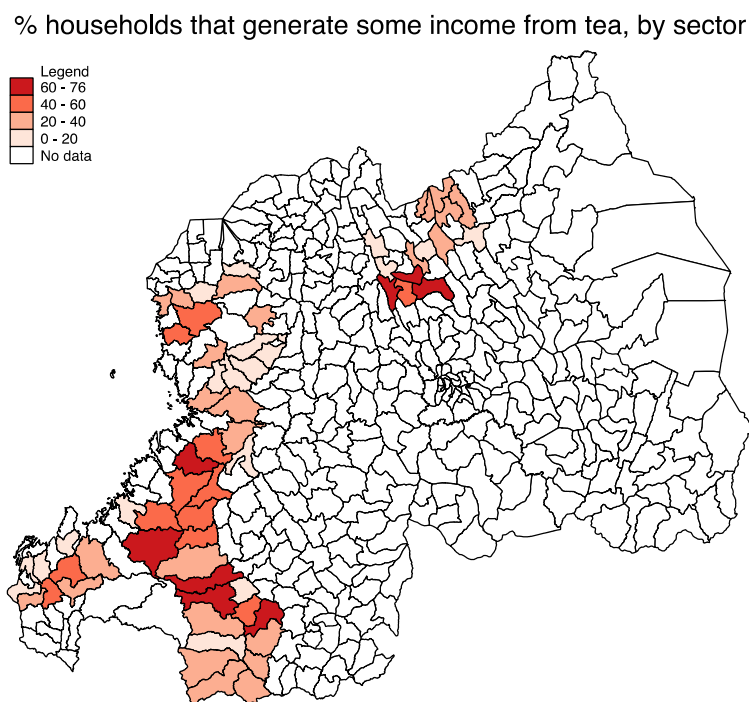 % households that generate some income from tea, by sector
Legend
60 - 76
40 - 60
20 - 40
0 - 20
No data